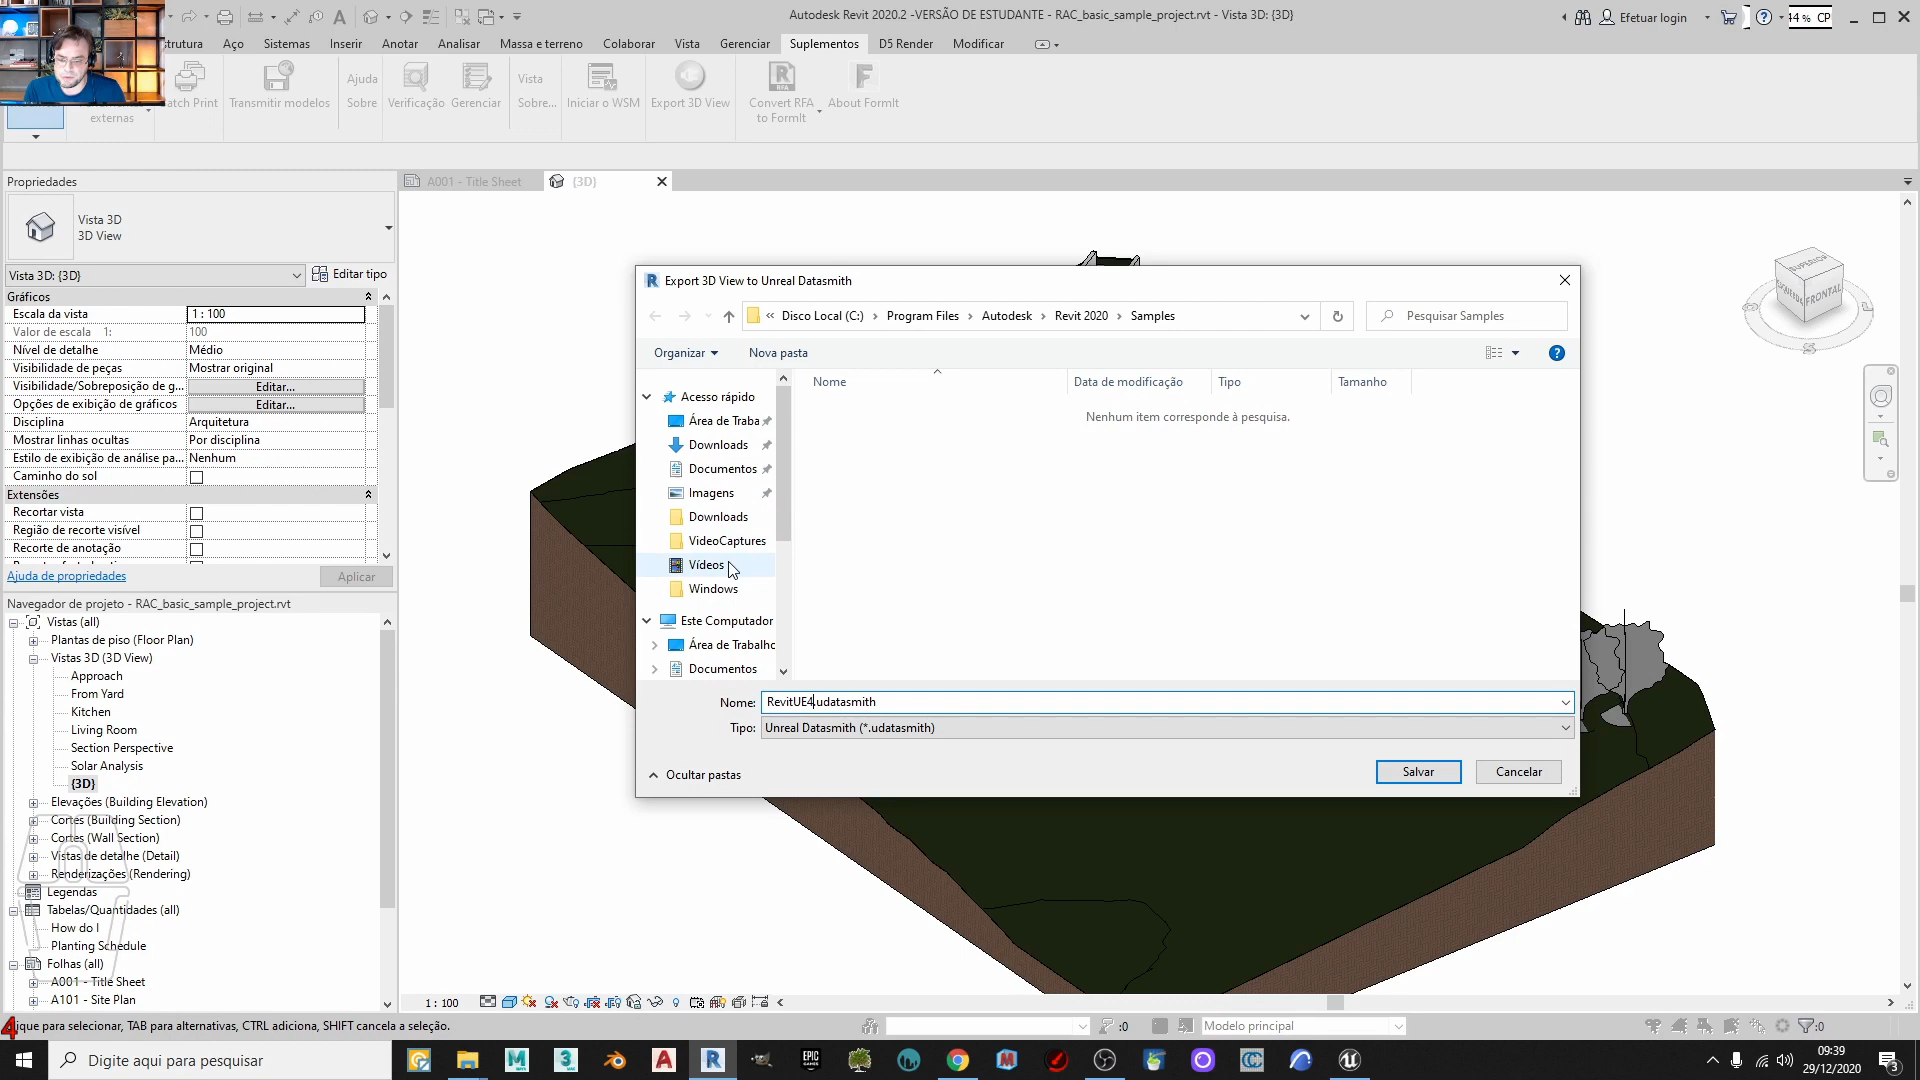 Autodesk Revit 2020.2 -VERSÃO DE ESTUDANTE - RAC_basic_sample_project.rvt - Vista 3D: {3D}
Efetuar login
44 % CP
Aço
Sistemas
Inserir
Anotar
Analisar
Massa e terreno
Colaborar
Vista
Gerenciar
Suplementos
D5 Render
Modificar
externas
Transmitir modelos
Ajuda
Sobre
Verificação
Gerenciar
Vista
Sobre...
Iniciar o WSM
Export 3D View
Convert RFA
to FormIt
About FormIt
Propriedades
A001 - Title Sheet
{3D}
Vista 3D
3D View
Vista 3D: {3D}
Editar tipo
Gráficos
Escala da vista
1 : 100
Valor de escala 1:
100
Nível de detalhe
Médio
Visibilidade de peças
Mostrar original
Visibilidade/Sobreposição de g...
Editar...
Opções de exibição de gráficos
Editar...
Disciplina
Arquitetura
Mostrar linhas ocultas
Por disciplina
Estilo de exibição de análise pa...
Nenhum
Caminho do sol
Extensões
Recortar vista
Região de recorte visível
Recorte de anotação
Ajuda de propriedades
Aplicar
Navegador de projeto - RAC_basic_sample_project.rvt
Vistas (all)
Plantas de piso (Floor Plan)
Vistas 3D (3D View)
Approach
From Yard
Kitchen
Living Room
Section Perspective
Solar Analysis
{3D}
Elevações (Building Elevation)
Cortes (Building Section)
Cortes (Wall Section)
Vistas de detalhe (Detail)
Renderizações (Rendering)
Legendas
Tabelas/Quantidades (all)
How do I
Planting Schedule
Folhas (all)
A001 - Title Sheet
A101 - Site Plan
Export 3D View to Unreal Datasmith
Disco Local (C:)
Program Files
Autodesk
Revit 2020
Samples
Pesquisar Samples
Organizar
Nova pasta
Nome
Data de modificação
Tipo
Tamanho
Nenhum item corresponde à pesquisa.
Acesso rápido
Área de Traba
Downloads
Documentos
Imagens
Downloads
VideoCaptures
Vídeos
Windows
Este Computador
Área de Trabalho
Documentos
Nome:
RevitUE4.udatasmith
Tipo:
Unreal Datasmith (*.udatasmith)
Ocultar pastas
Salvar
Cancelar
SUPERIOR
FRONTAL
1 : 100
ique para selecionar, TAB para alternativas, CTRL adiciona, SHIFT cancela a seleção.
:0
Modelo principal
:0
Digite aqui para pesquisar
09:39
29/12/2020
3